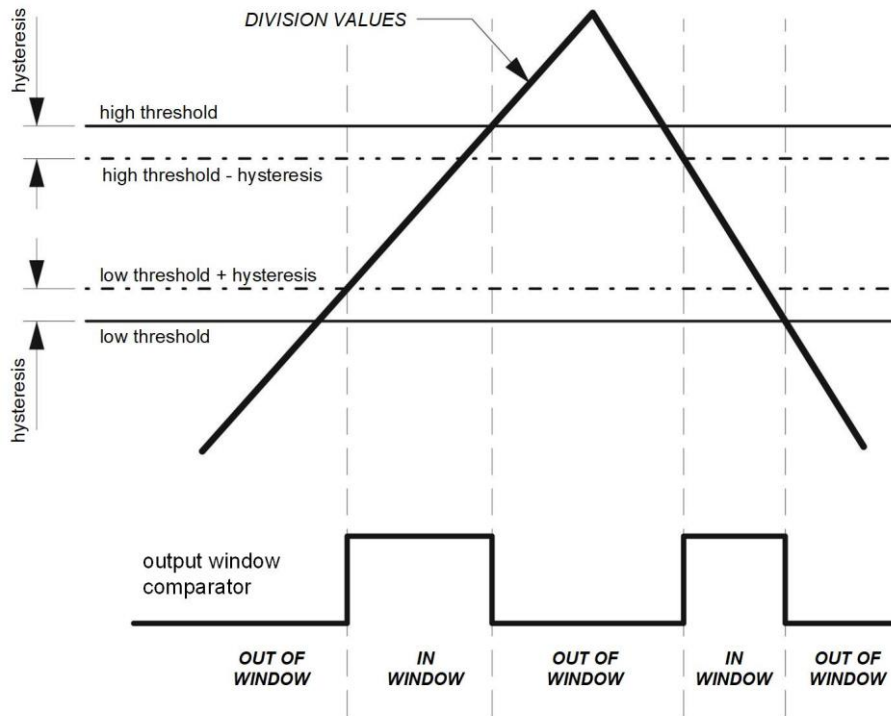 hysteresis
DIVISION VALUES
high threshold
high threshold - hysteresis
low threshold + hysteresis
low threshold
hysteresis
output window
comparator
OUT OF
WINDOW
IN
WINDOW
OUT OF
WINDOW
IN
WINDOW
OUT OF
WINDOW